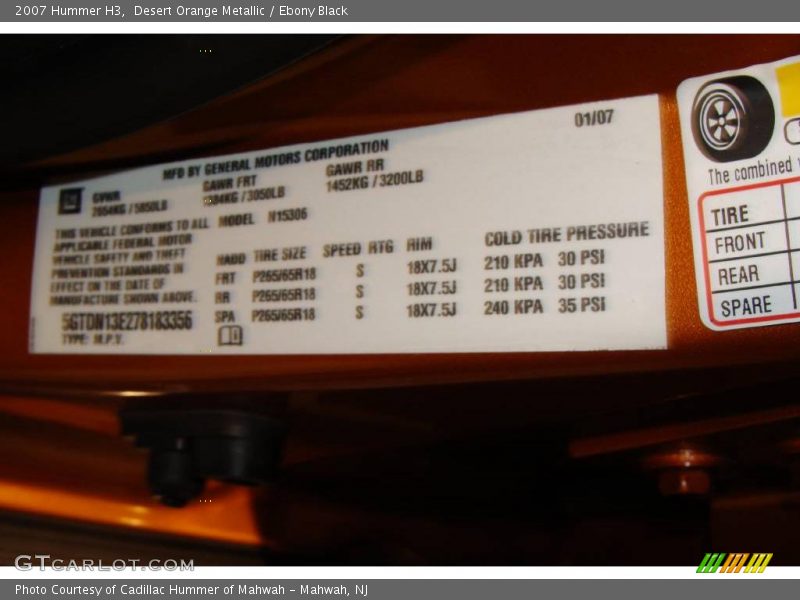 2007 Hummer H3, Desert Orange Metallic / Ebony Black
01/07
MFD BY GENERAL MOTORS CORPORATION
GM
GVWR GAWR FRT GAWR RR
2654KG / 5850LB 1384KG / 3050LB 1452KG / 3200LB
THIS VEHICLE CONFORMS TO ALL
APPLICABLE FEDERAL MOTOR
VEHICLE SAFETY AND THEFT
PREVENTION STANDARDS IN
EFFECT ON THE DATE OF
MANUFACTURE SHOWN ABOVE.
5GTDN13E278183356
TYPE: M.P.V.
MODEL N15306
TIRE SIZE SPEED RTG RIM COLD TIRE PRESSURE
FRT P265/65R18 S 18X7.5J 210 KPA 30 PSI
RR P265/65R18 S 18X7.5J 210 KPA 30 PSI
SPA P265/65R18 S 18X7.5J 240 KPA 35 PSI
The combined
TIRE
FRONT
REAR
SPARE
GTCARLOT.COM
Photo Courtesy of Cadillac Hummer of Mahwah - Mahwah, NJ